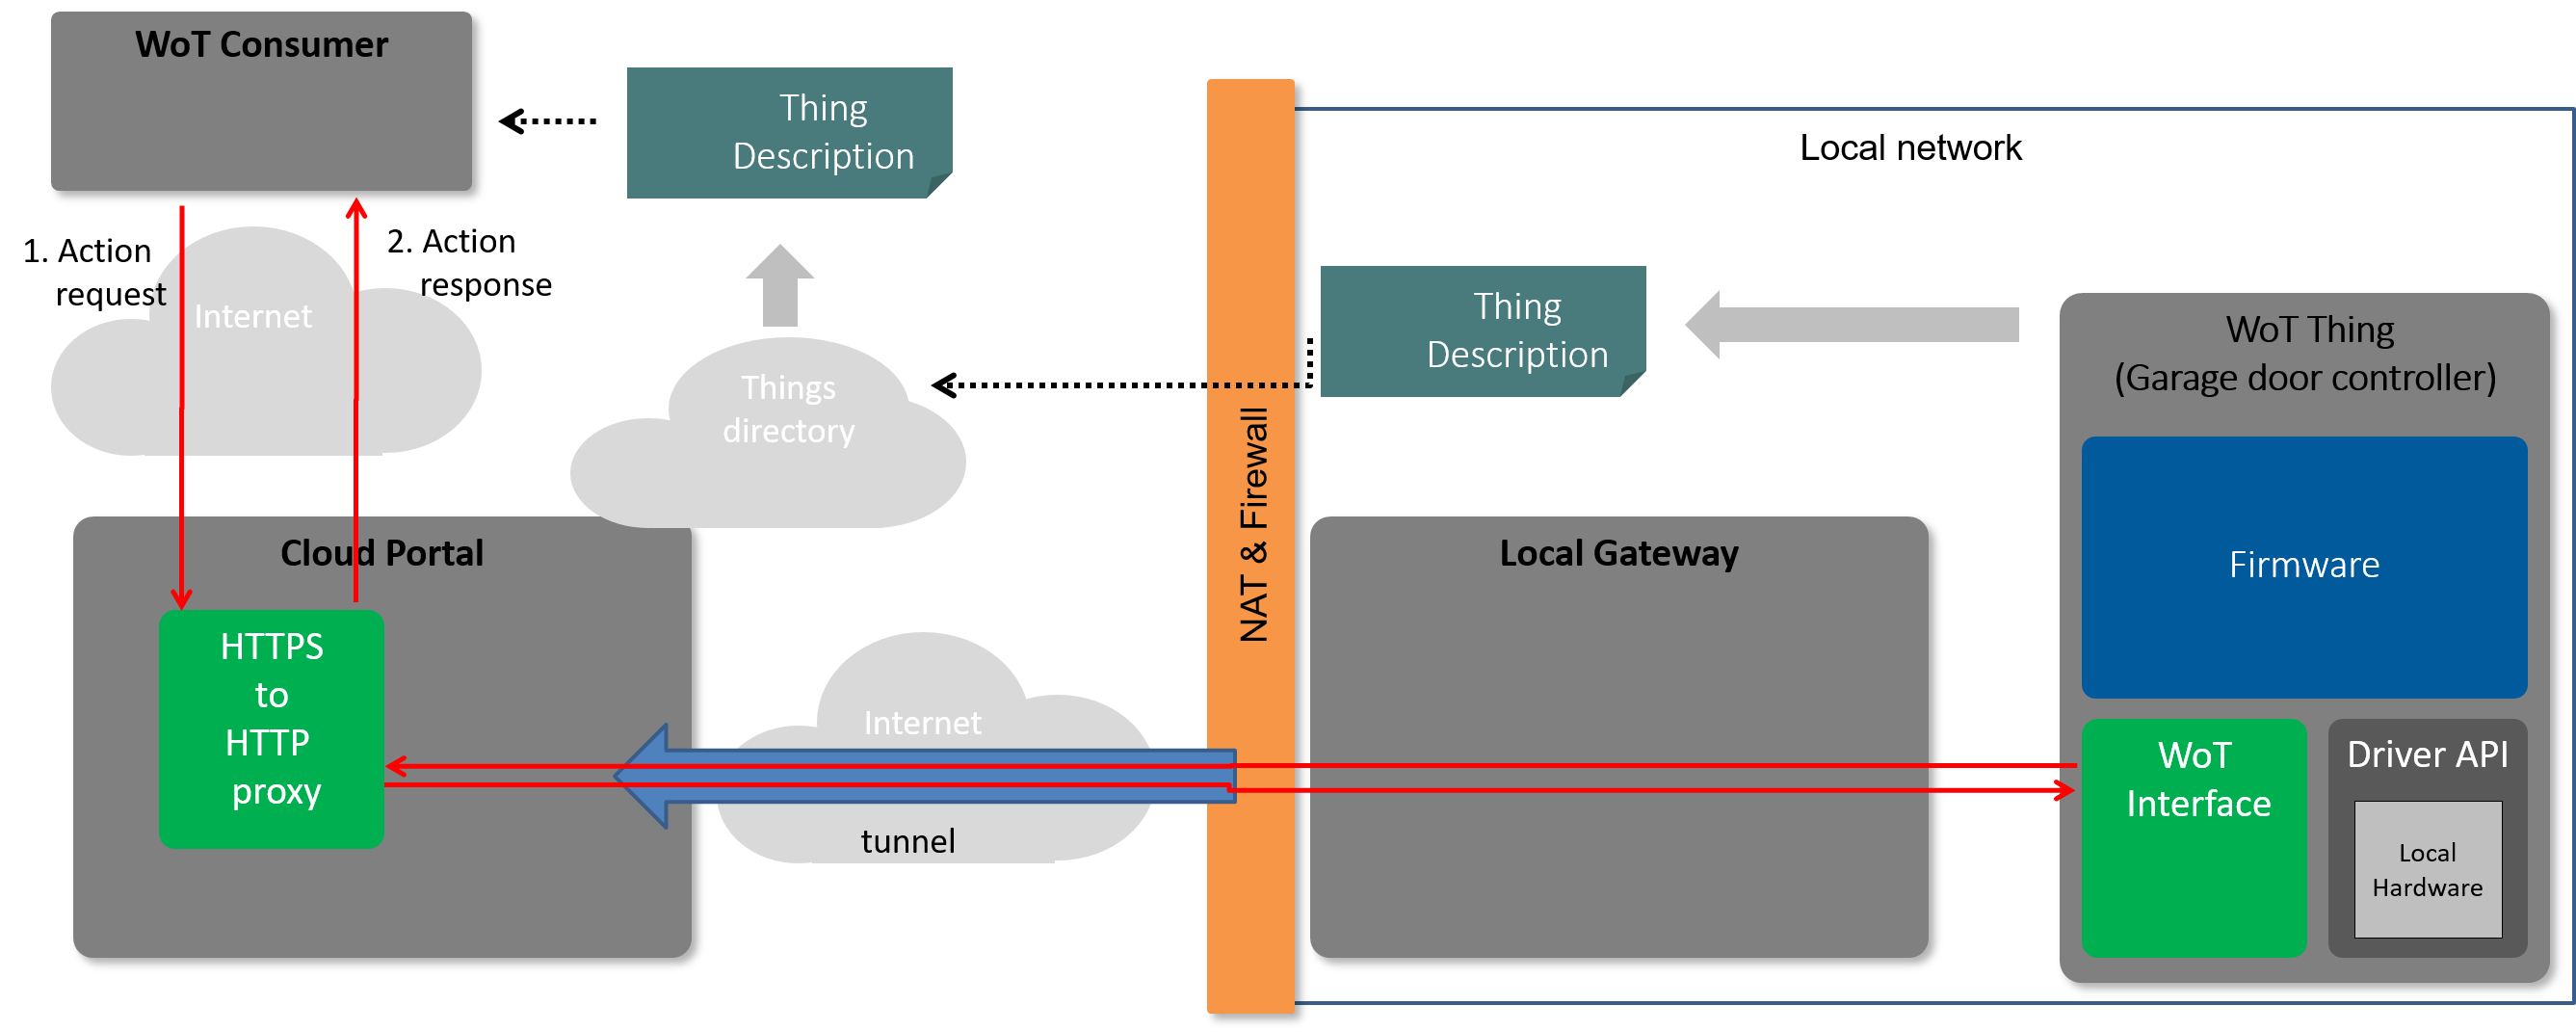 WoT Consumer
Thing
Description
Local network
1. Action
request
2. Action
response
Internet
Things
directory
Thing
Description
WoT Thing
(Garage door controller)
NAT & Firewall
Cloud Portal
Local Gateway
Firmware
HTTPS
to
HTTP
proxy
Internet
tunnel
WoT
Interface
Driver API
Local
Hardware